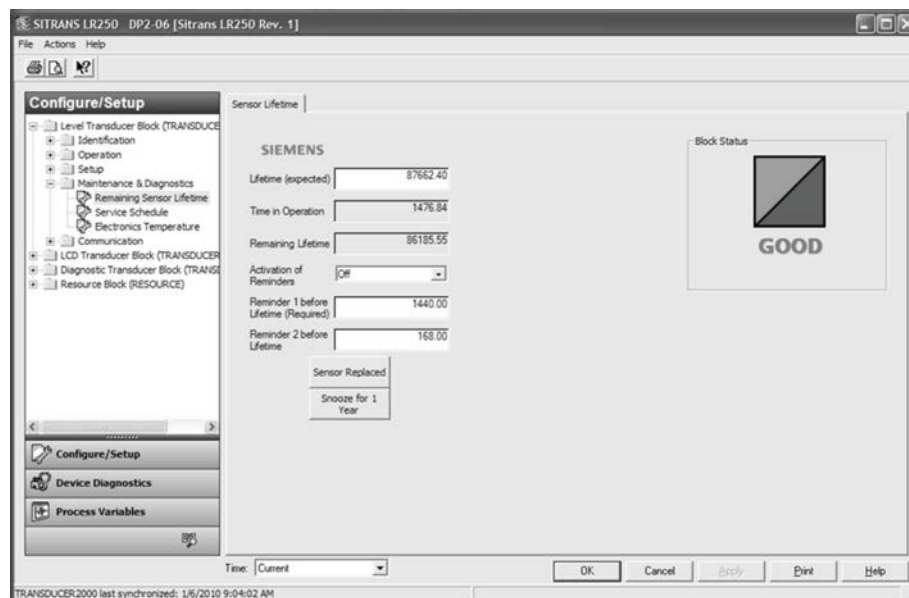 SITRANS LR250 DP2-06 [Sitrans LR250 Rev. 1]
File Actions Help
Configure/Setup
Level Transducer Block (TRANSDUCE
Identification
Operation
Setup
Maintenance & Diagnostics
Remaining Sensor Lifetime
Service Schedule
Electronics Temperature
Communication
LCD Transducer Block (TRANSDUCER
Diagnostic Transducer Block (TRANSD
Resource Block (RESOURCE)
Configure/Setup
Device Diagnostics
Process Variables
Sensor Lifetime
SIEMENS
Lifetime (expected) 87662.40
Time in Operation 1476.84
Remaining Lifetime 86185.55
Activation of
Reminders
Off
Reminder 1 before
Lifetime (Required)
1440.00
Reminder 2 before
Lifetime
168.00
Sensor Replaced
Snooze for 1
Year
Block Status
GOOD
Time: Current
OK Cancel Apply Print Help
TRANSDUCER2000 last synchronized: 1/6/2010 9:04:02 AM